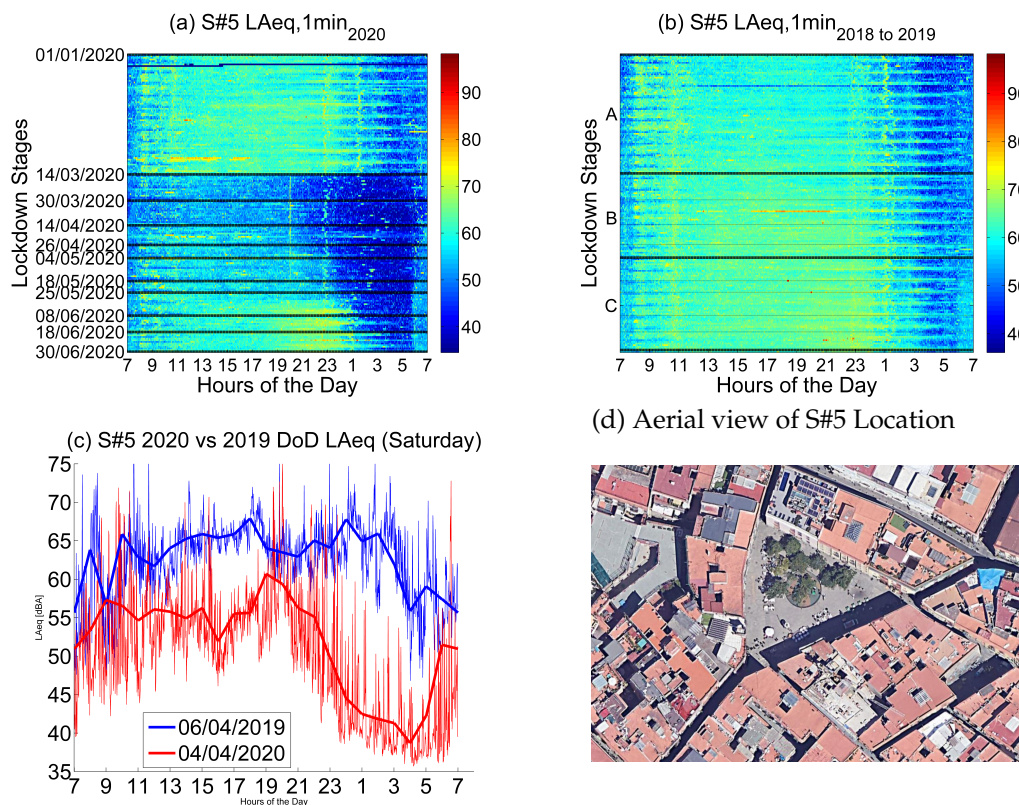 (a) S#5 LAeq,1min2020
01/01/2020
14/03/2020
30/03/2020
14/04/2020
26/04/2020
04/05/2020
18/05/2020
25/05/2020
08/06/2020
18/06/2020
30/06/2020
Lockdown Stages
7 9 11 13 15 17 19 21 23 1 3 5 7
Hours of the Day
90
80
70
60
50
40
(b) S#5 LAeq,1min2018 to 2019
A
B
C
Lockdown Stages
7 9 11 13 15 17 19 21 23 1 3 5 7
Hours of the Day
90
80
70
60
50
40
(c) S#5 2020 vs 2019 DoD LAeq (Saturday)
75
70
65
60
55
50
45
40
35
LAeq [dBA]
06/04/2019
04/04/2020
7 9 11 13 15 17 19 21 23 1 3 5 7
Hours of the Day
(d) Aerial view of S#5 Location